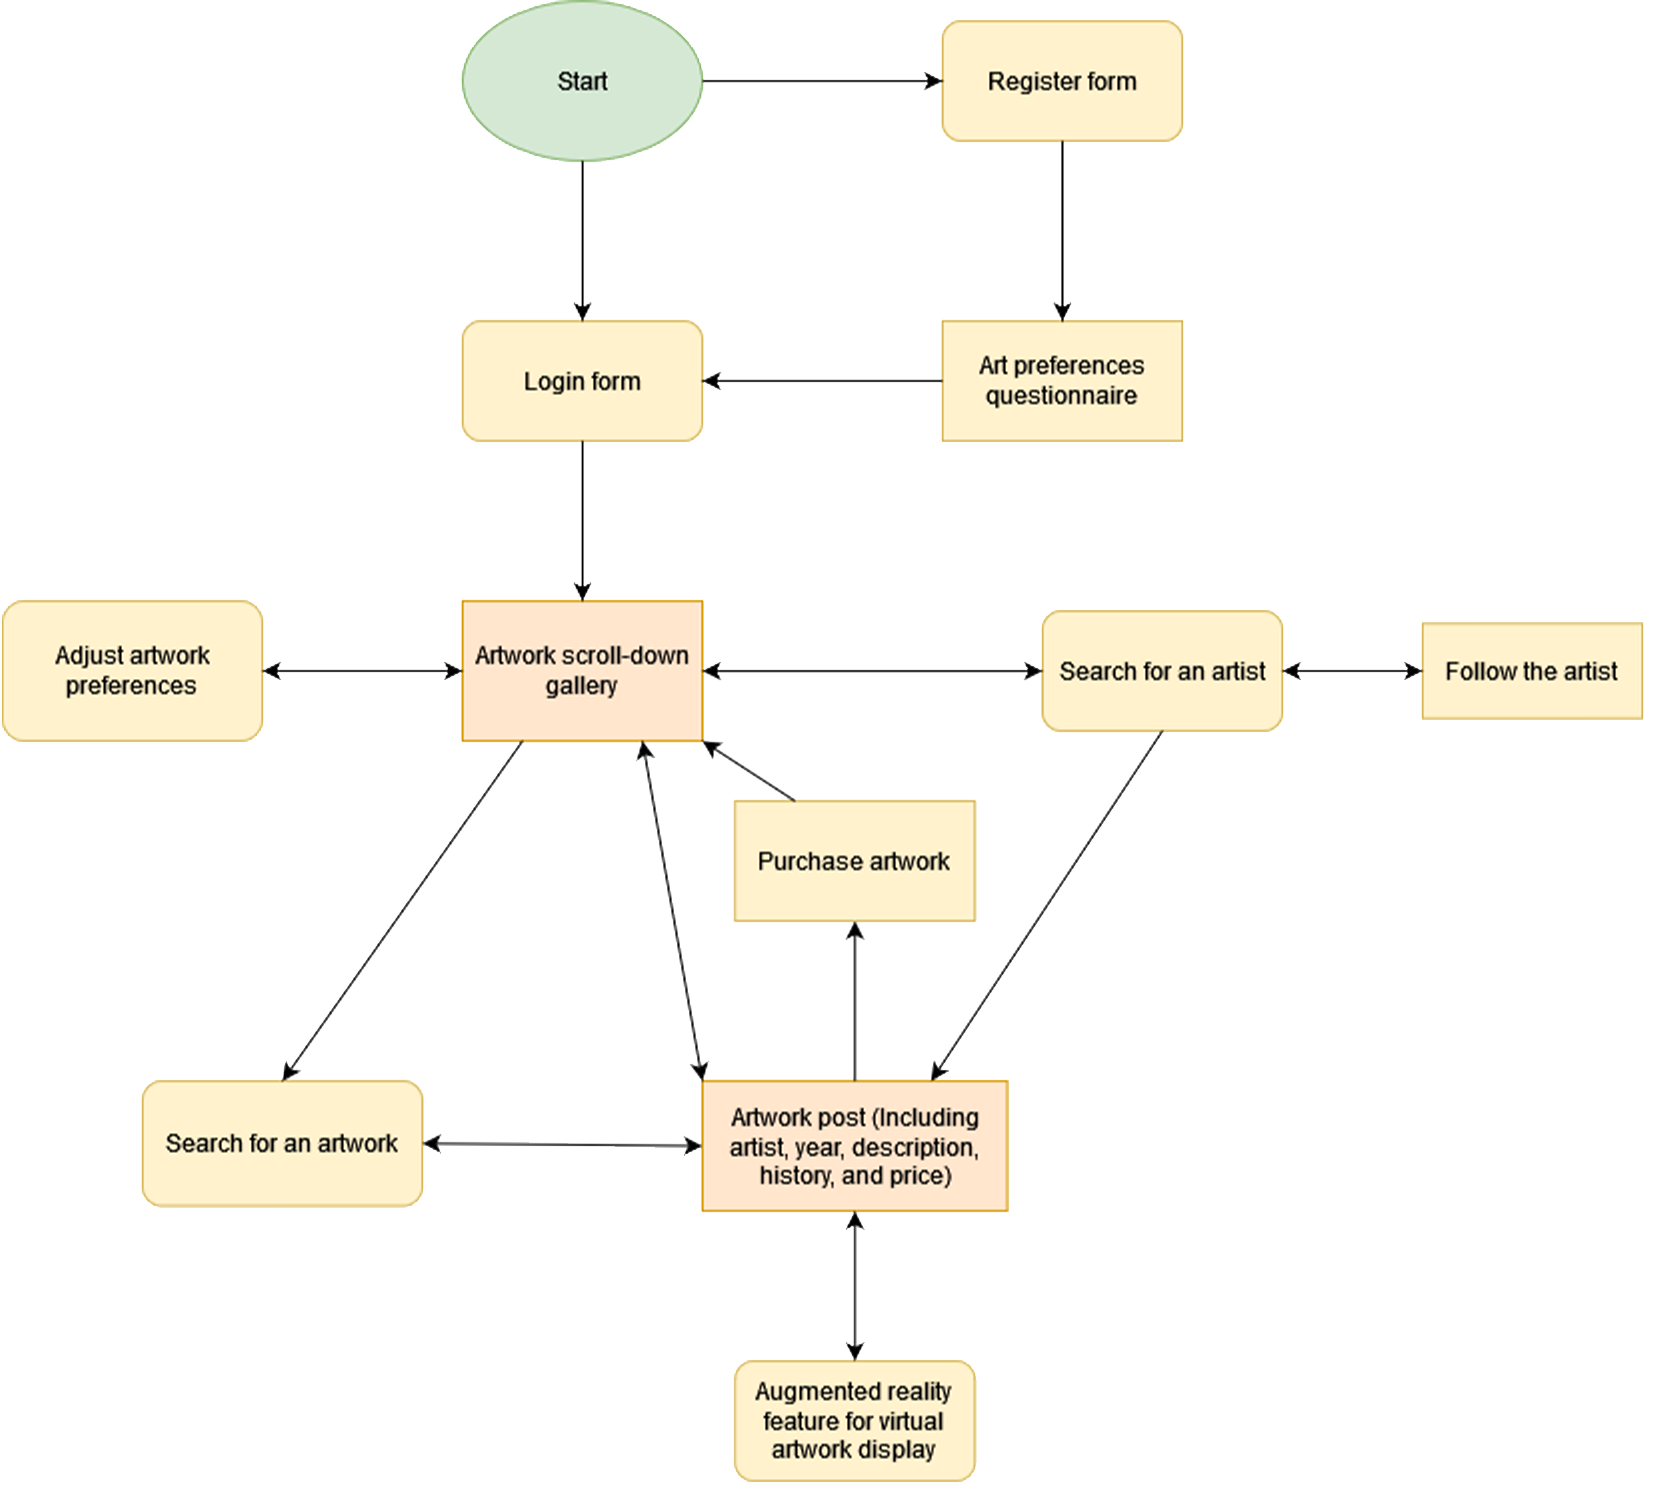 Start
Register form
Login form
Art preferences
questionnaire
Adjust artwork
preferences
Artwork scroll-down
gallery
Search for an artist
Follow the artist
Purchase artwork
Search for an artwork
Artwork post (Including
artist, year, description,
history, and price)
Augmented reality
feature for virtual
artwork display